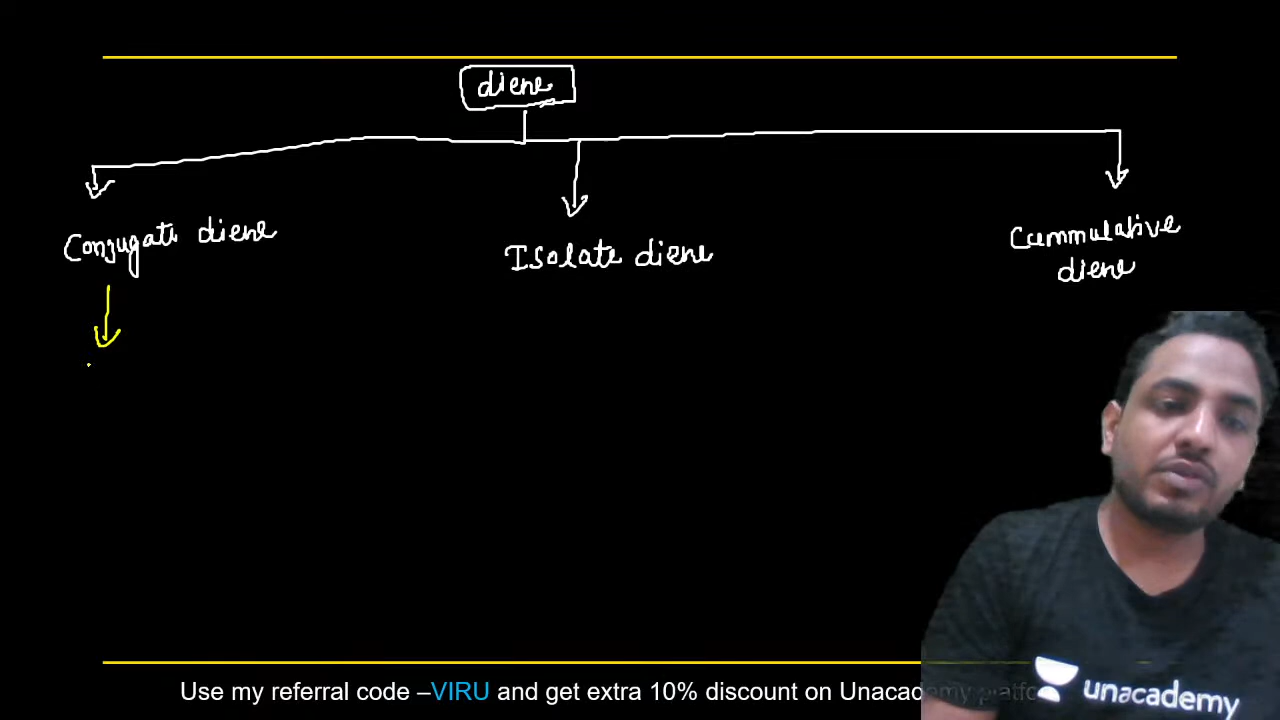 diene
Conjugate diene
Isolate diene
Cummulative
diene
Use my referral code –VIRU and get extra 10% discount on Unacademy platfo
unacademy